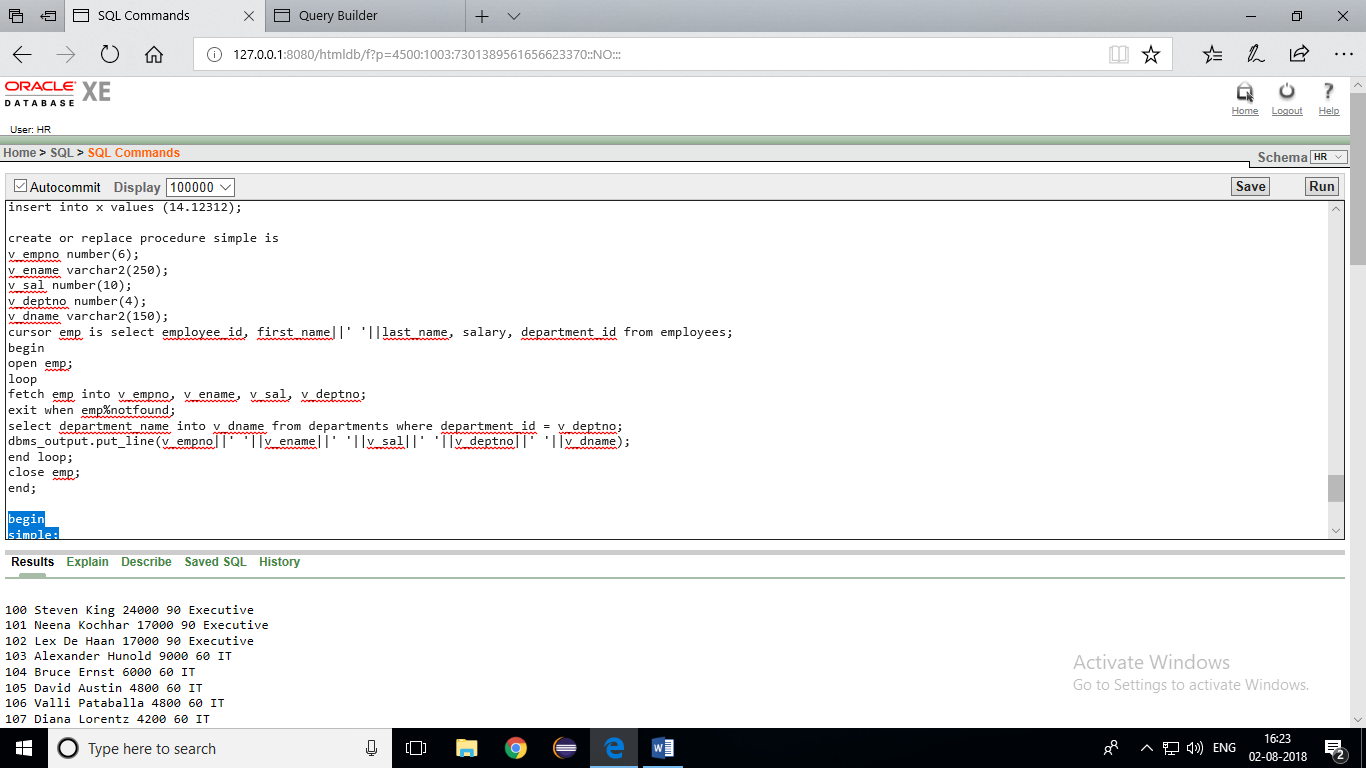 SQL Commands
Query Builder
127.0.0.1:8080/htmldb/f?p=4500:1003:7301389561656623370::NO:::
ORACLE
DATABASE XE
Home Logout Help
User: HR
Home > SQL > SQL Commands
Schema HR
Autocommit Display 100000
Save Run
insert into x values (14.12312);
create or replace procedure simple is
v_empno number(6);
v_ename varchar2(250);
v_sal number(10);
v_deptno number(4);
v_dname varchar2(150);
cursor emp is select employee_id, first_name||' '||last_name, salary, department_id from employees;
begin
open emp;
loop
fetch emp into v_empno, v_ename, v_sal, v_deptno;
exit when emp%notfound;
select department_name into v_dname from departments where department_id = v_deptno;
dbms_output.put_line(v_empno||' '||v_ename||' '||v_sal||' '||v_deptno||' '||v_dname);
end loop;
close emp;
end;
begin
simple;
Results Explain Describe Saved SQL History
100 Steven King 24000 90 Executive
101 Neena Kochhar 17000 90 Executive
102 Lex De Haan 17000 90 Executive
103 Alexander Hunold 9000 60 IT
104 Bruce Ernst 6000 60 IT
105 David Austin 4800 60 IT
106 Valli Pataballa 4800 60 IT
107 Diana Lorentz 4200 60 IT
Activate Windows
Go to Settings to activate Windows.
Type here to search
ENG
16:23
02-08-2018
2